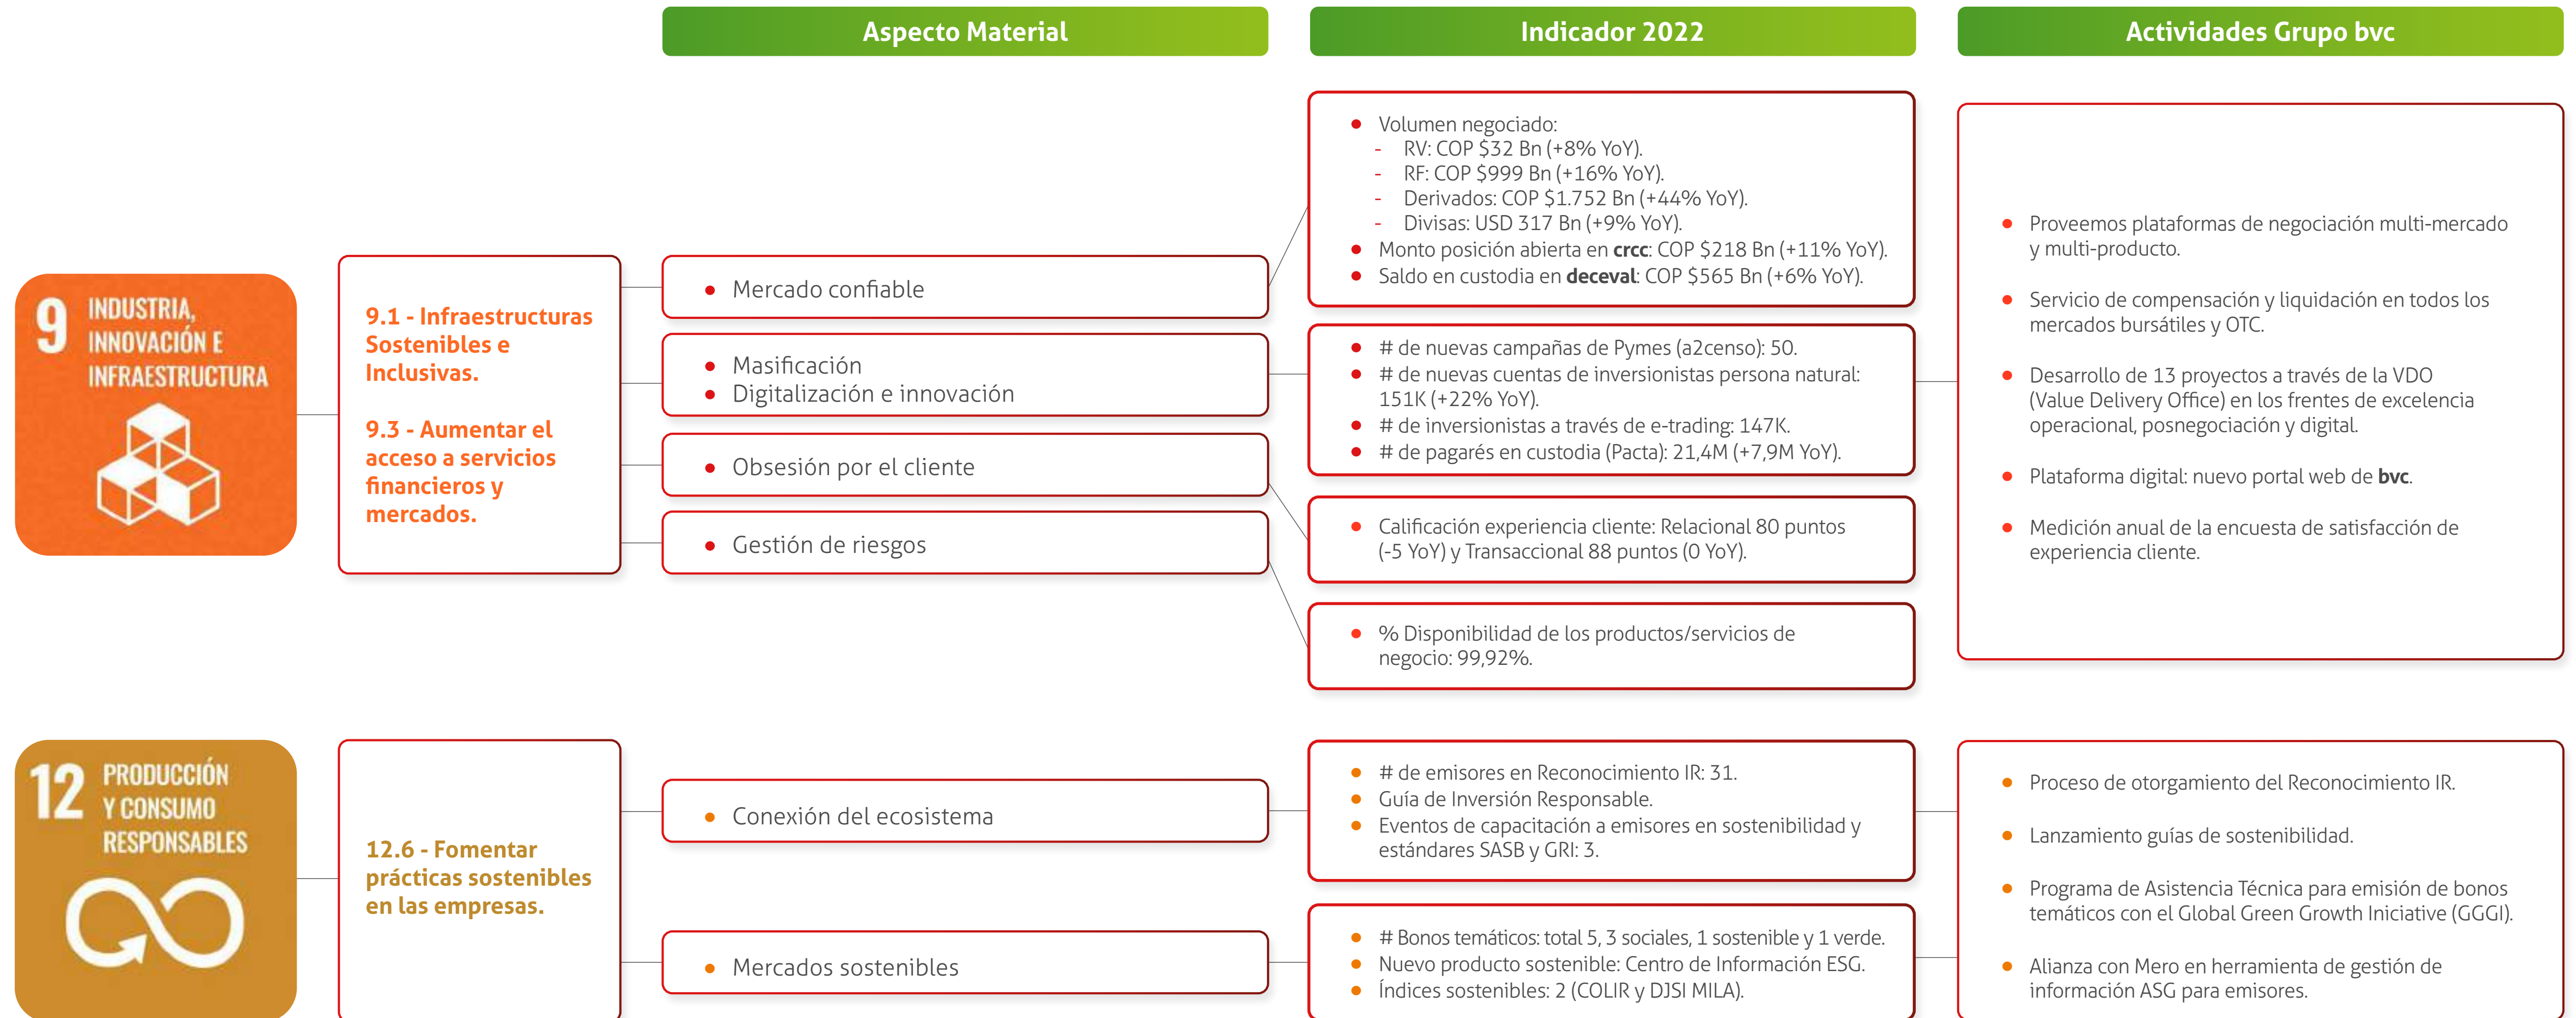 Aspecto Material
Indicador 2022
Actividades Grupo bvc
9 INDUSTRIA,
INNOVACIÓN E
INFRAESTRUCTURA
9.1 - Infraestructuras
Sostenibles e
Inclusivas.
9.3 - Aumentar el
acceso a servicios
financieros y
mercados.
● Mercado confiable
● Masificación
● Digitalización e innovación
● Obsesión por el cliente
● Gestión de riesgos
● Volumen negociado:
- RV: COP $32 Bn (+8% YoY).
- RF: COP $999 Bn (+16% YoY).
- Derivados: COP $1.752 Bn (+44% YoY).
- Divisas: USD 317 Bn (+9% YoY).
● Monto posición abierta en crcc: COP $218 Bn (+11% YoY).
● Saldo en custodia en deceval: COP $565 Bn (+6% YoY).
● # de nuevas campañas de Pymes (a2censo): 50.
● # de nuevas cuentas de inversionistas persona natural:
151K (+22% YoY).
● # de inversionistas a través de e-trading: 147K.
● # de pagarés en custodia (Pacta): 21,4M (+7,9M YoY).
● Calificación experiencia cliente: Relacional 80 puntos
(-5 YoY) y Transaccional 88 puntos (0 YoY).
● % Disponibilidad de los productos/servicios de
negocio: 99,92%.
● Proveemos plataformas de negociación multi-mercado
y multi-producto.
● Servicio de compensación y liquidación en todos los
mercados bursátiles y OTC.
● Desarrollo de 13 proyectos a través de la VDO
(Value Delivery Office) en los frentes de excelencia
operacional, posnegociación y digital.
● Plataforma digital: nuevo portal web de bvc.
● Medición anual de la encuesta de satisfacción de
experiencia cliente.
12 PRODUCCIÓN
Y CONSUMO
RESPONSABLES
12.6 - Fomentar
prácticas sostenibles
en las empresas.
● Conexión del ecosistema
● Mercados sostenibles
● # de emisores en Reconocimiento IR: 31.
● Guía de Inversión Responsable.
● Eventos de capacitación a emisores en sostenibilidad y
estándares SASB y GRI: 3.
● # Bonos temáticos: total 5, 3 sociales, 1 sostenible y 1 verde.
● Nuevo producto sostenible: Centro de Información ESG.
● Índices sostenibles: 2 (COLIR y DJSI MILA).
● Proceso de otorgamiento del Reconocimiento IR.
● Lanzamiento guías de sostenibilidad.
● Programa de Asistencia Técnica para emisión de bonos
temáticos con el Global Green Growth Iniciative (GGGI).
● Alianza con Mero en herramienta de gestión de
información ASG para emisores.